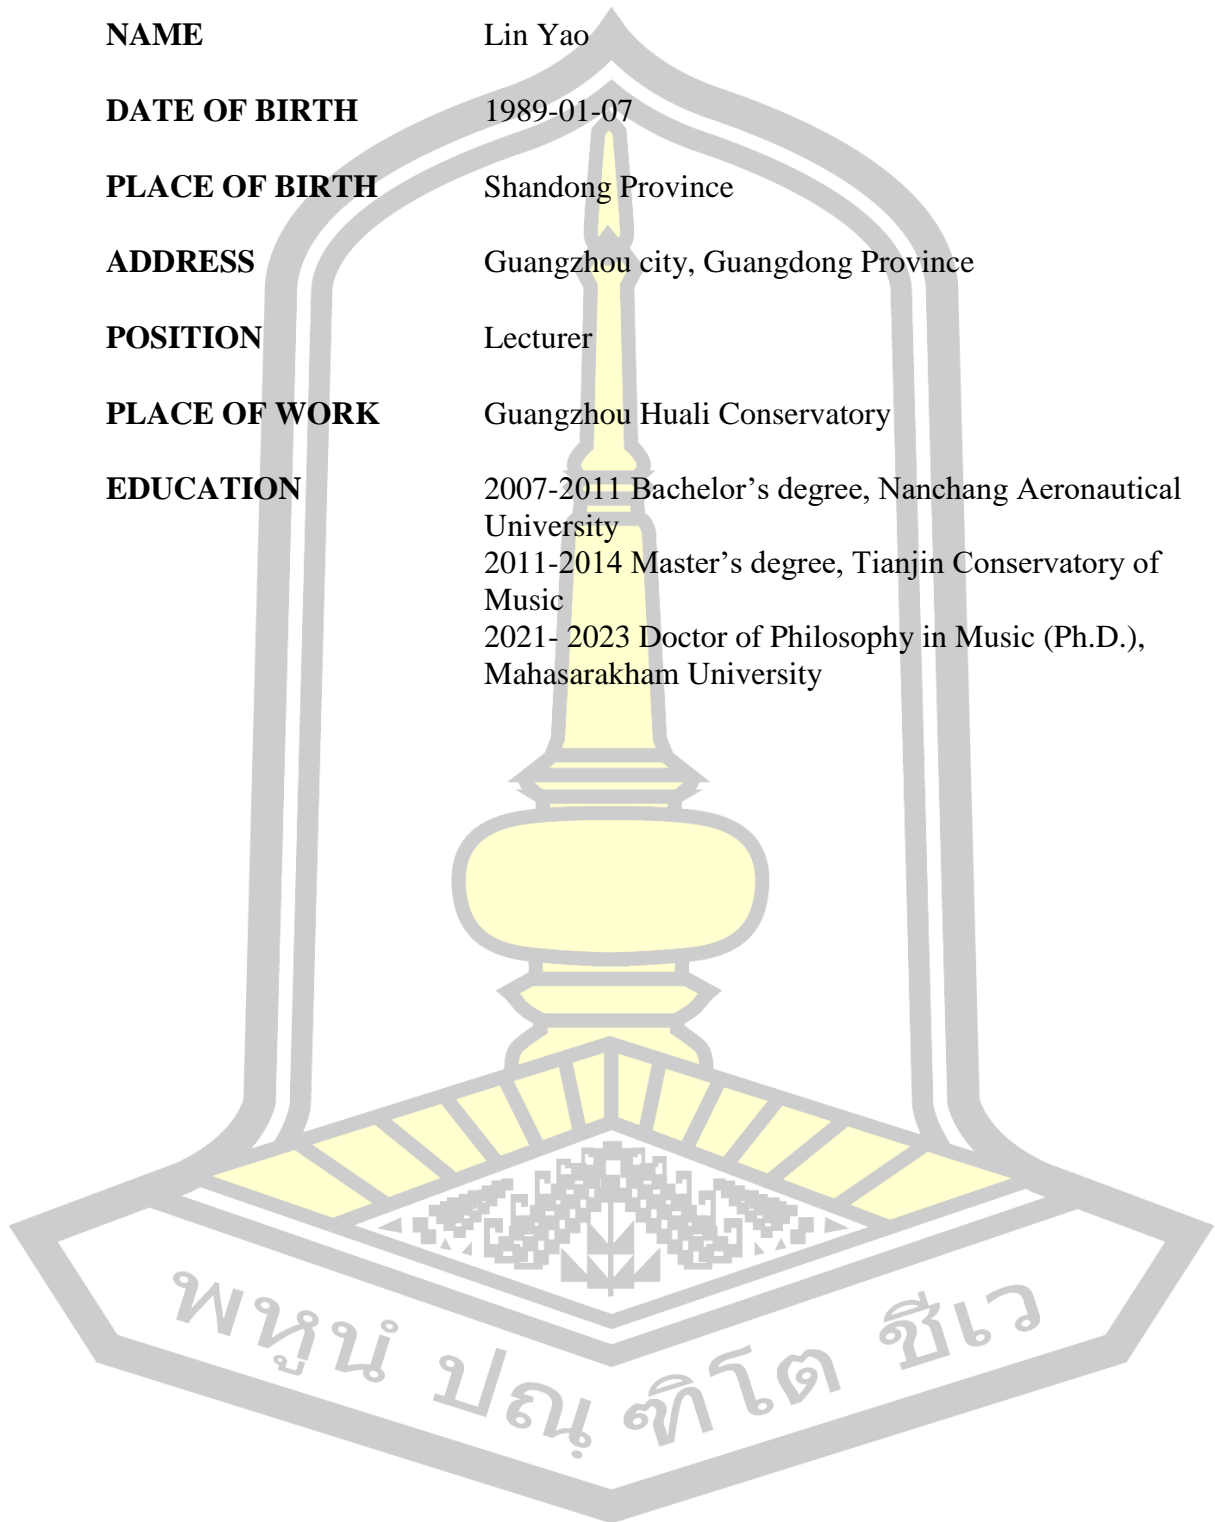 NAME Lin Yao
DATE OF BIRTH 1989-01-07
PLACE OF BIRTH Shandong Province
ADDRESS Guangzhou city, Guangdong Province
POSITION Lecturer
PLACE OF WORK Guangzhou Huali Conservatory
EDUCATION 2007-2011 Bachelor’s degree, Nanchang Aeronautical
University
2011-2014 Master’s degree, Tianjin Conservatory of
Music
2021- 2023 Doctor of Philosophy in Music (Ph.D.),
Mahasarakham University
พหูนํ ปณฺ ฑิโต ชีเว